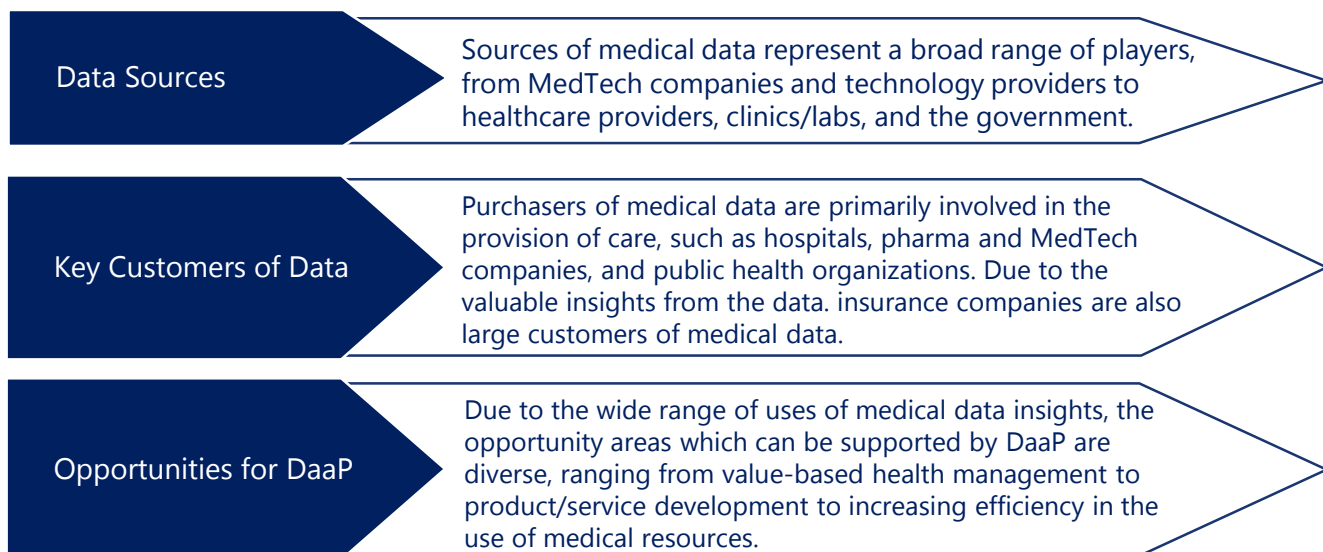 Data Sources
Sources of medical data represent a broad range of players,
from MedTech companies and technology providers to
healthcare providers, clinics/labs, and the government.
Key Customers of Data
Purchasers of medical data are primarily involved in the
provision of care, such as hospitals, pharma and MedTech
companies, and public health organizations. Due to the
valuable insights from the data. insurance companies are also
large customers of medical data.
Opportunities for DaaP
Due to the wide range of uses of medical data insights, the
opportunity areas which can be supported by DaaP are
diverse, ranging from value-based health management to
product/service development to increasing efficiency in the
use of medical resources.